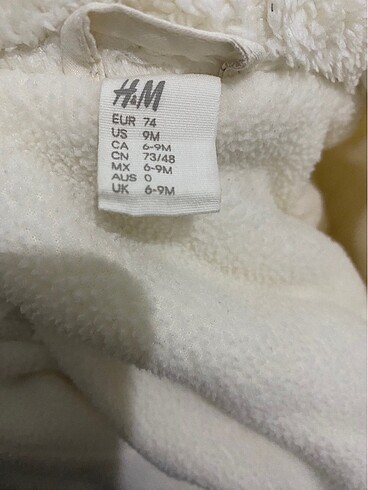 H&M
EUR 74
US 9M
CA 6-9M
CN 73/48
MX 6-9M
AUS 0
UK 6-9M